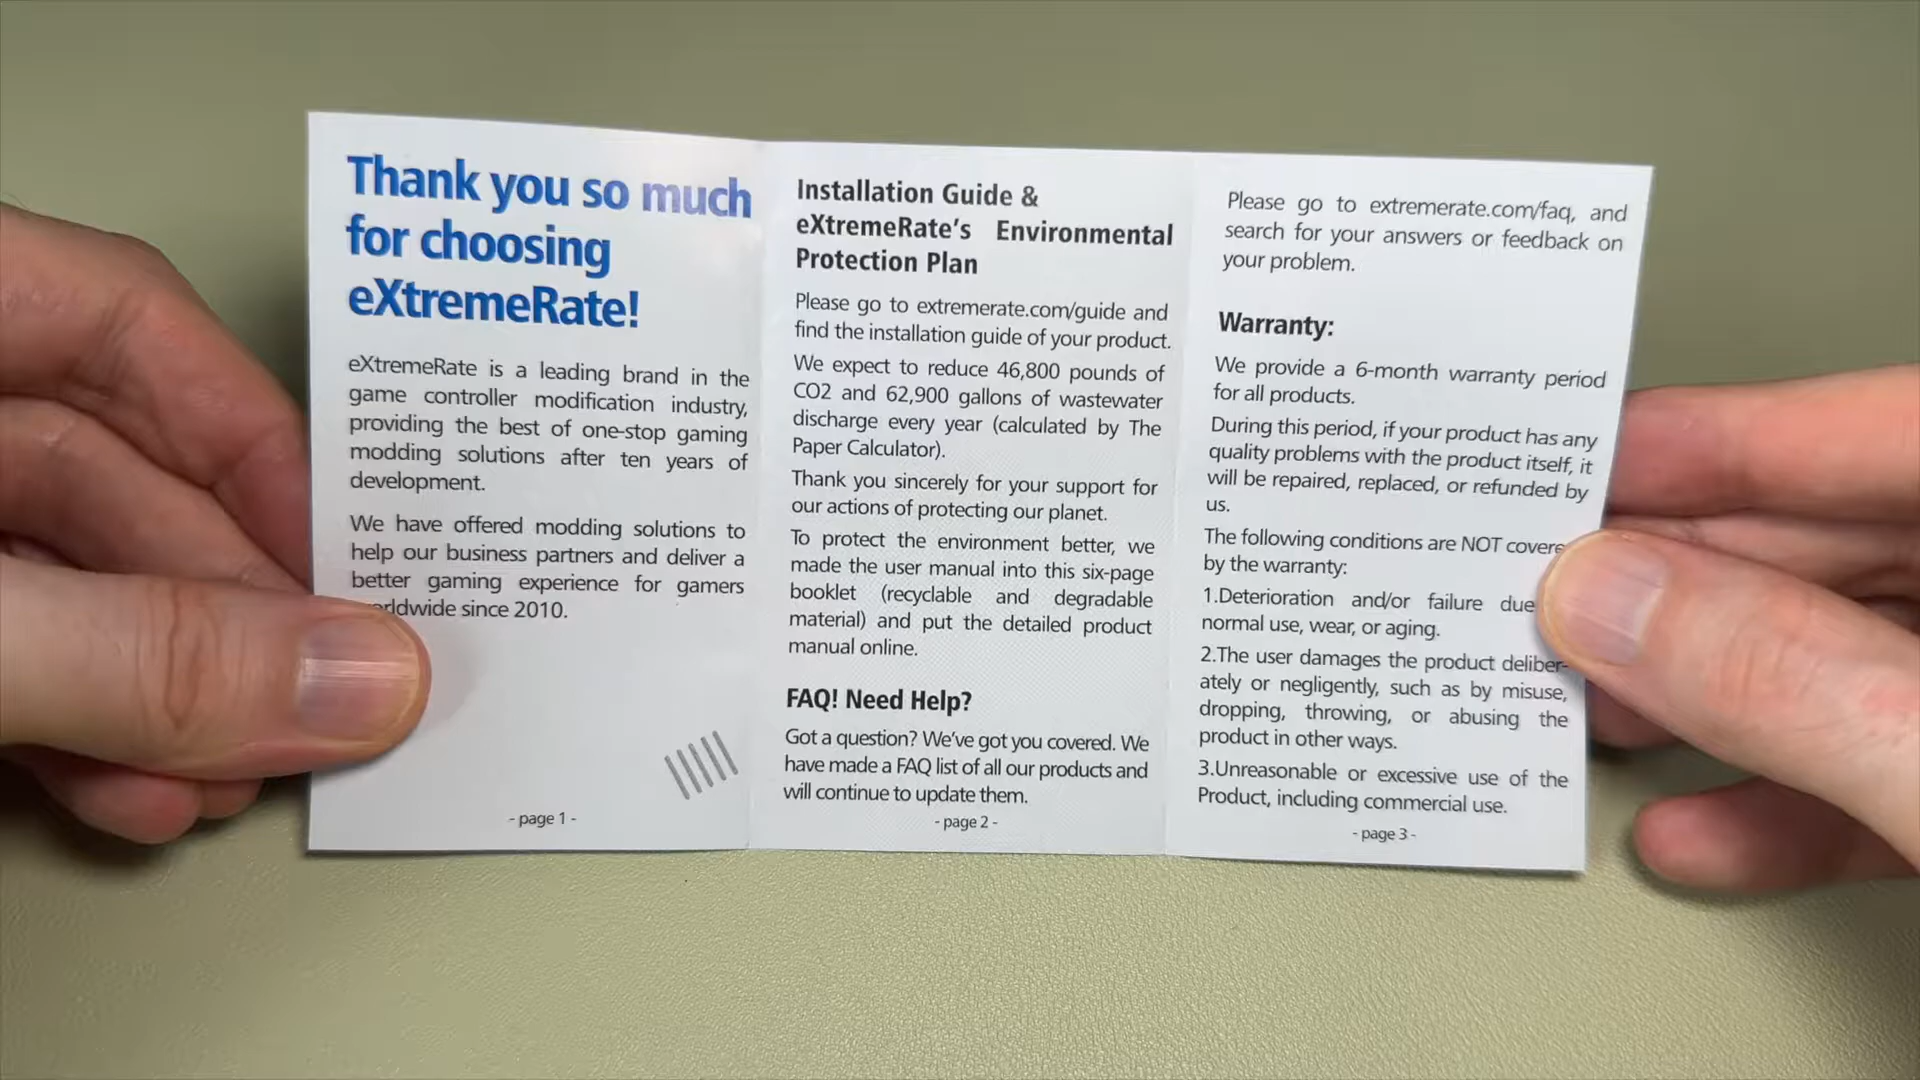 Thank you so much
for choosing
eXtremeRate!
eXtremeRate is a leading brand in the
game controller modification industry,
providing the best of one-stop gaming
modding solutions after ten years of
development.
We have offered modding solutions to
help our business partners and deliver a
better gaming experience for gamers
since 2010.
- page 1 -
Installation Guide &
eXtremeRate's Environmental
Protection Plan
Please go to extremerate.com/guide and
find the installation guide of your product.
We expect to reduce 46,800 pounds of
CO2 and 62,900 gallons of wastewater
discharge every year (calculated by The
Paper Calculator).
Thank you sincerely for your support for
our actions of protecting our planet.
To protect the environment better, we
made the user manual into this six-page
booklet (recyclable and degradable
material) and put the detailed product
manual online.
FAQ! Need Help?
Got a question? We've got you covered. We
have made a FAQ list of all our products and
will continue to update them.
- page 2 -
Please go to extremerate.com/faq, and
search for your answers or feedback on
your problem.
Warranty:
We provide a 6-month warranty period
for all products.
During this period, if your product has any
quality problems with the product itself, it
will be repaired, replaced, or refunded by
us.
The following conditions are NOT
by the warranty:
1.Deterioration and/or failure due
normal use, wear, or aging.
2.The user damages the product deliber-
ately or negligently, such as by misuse,
dropping, throwing, or abusing the
product in other ways.
3.Unreasonable or excessive use of the
Product, including commercial use.
- page 3 -